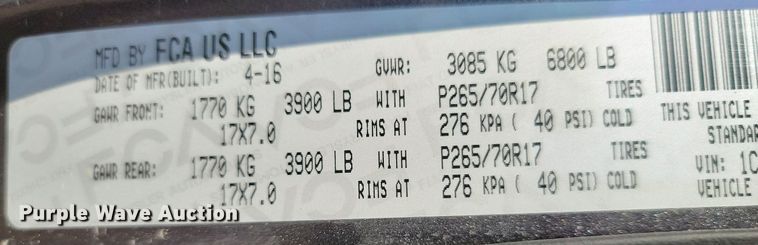 MFD BY FCA US LLC
DATE OF MFR(BUILT): 4-16 GVWR: 3085 KG 6800 LB
GAWR FRONT: 1770 KG 3900 LB WITH P265/70R17 TIRES
17X7.0 RIMS AT 276 KPA ( 40 PSI) COLD THIS VEHICLE
STANDAR
GAWR REAR: 1770 KG 3900 LB WITH P265/70R17 TIRES
VIN: 1C
17X7.0 RIMS AT 276 KPA ( 40 PSI) COLD VEHICLE
Purple Wave Auction